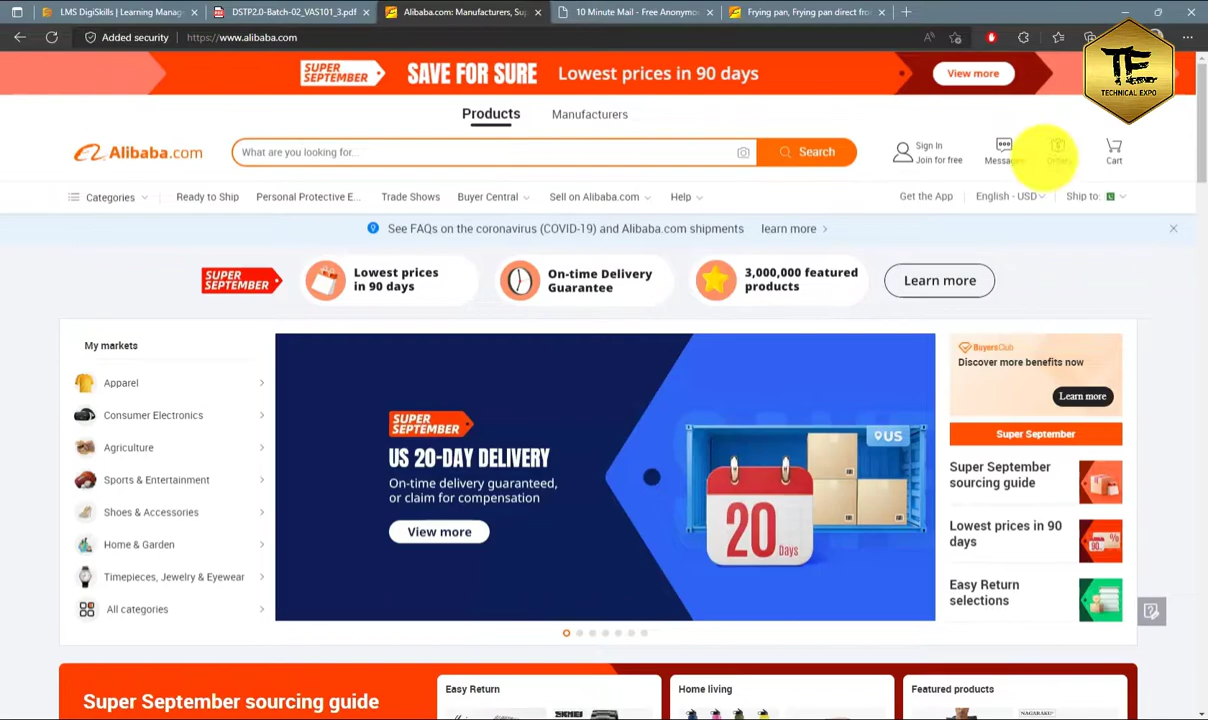 LMS DigiSkills | Learning Manag
DSTP2.0-Batch-02_VAS101_3.pdf
Alibaba.com: Manufacturers, Sup
10 Minute Mail - Free Anonymo
Frying pan, Frying pan direct fro
Added security
https://www.alibaba.com
TE
TECHNICAL EXPO
SUPER
SEPTEMBER
SAVE FOR SURE
Lowest prices in 90 days
View more
Products
Manufacturers
Alibaba.com
What are you looking for...
Search
Sign In
Join for free
Messages
Orders
Cart
Categories
Ready to Ship
Personal Protective E...
Trade Shows
Buyer Central
Sell on Alibaba.com
Help
Get the App
English - USD
Ship to:
See FAQs on the coronavirus (COVID-19) and Alibaba.com shipments
learn more
SUPER
SEPTEMBER
Lowest prices
in 90 days
On-time Delivery
Guarantee
3,000,000 featured
products
Learn more
My markets
Apparel
Consumer Electronics
Agriculture
Sports & Entertainment
Shoes & Accessories
Home & Garden
Timepieces, Jewelry & Eyewear
All categories
SUPER
SEPTEMBER
US 20-DAY DELIVERY
On-time delivery guaranteed,
or claim for compensation
View more
US
20
Days
BuyersClub
Discover more benefits now
Learn more
Super September
Super September
sourcing guide
Lowest prices in 90
days
Easy Return
selections
Super September sourcing guide
Easy Return
Home living
Featured products
SKMEI
NAGARAKU